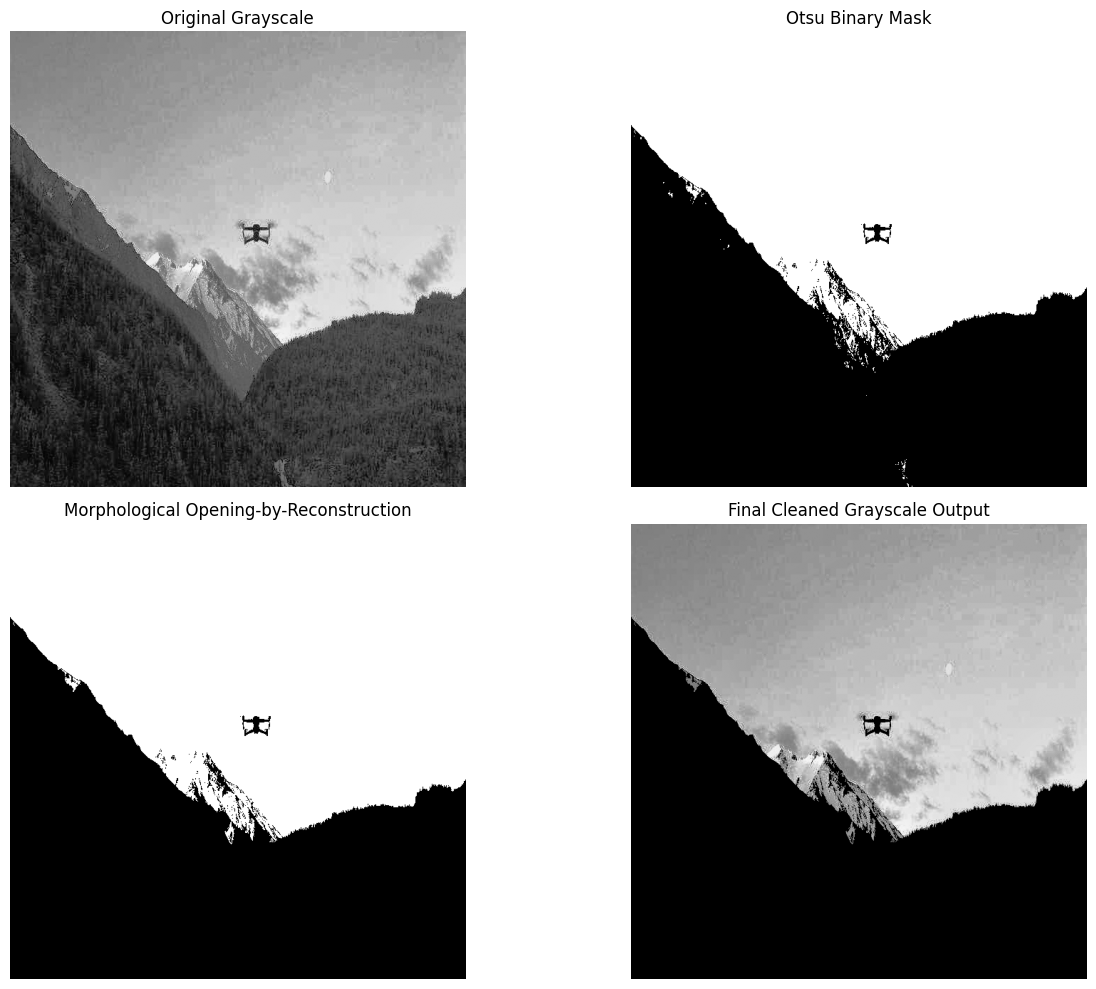 Original Grayscale
Otsu Binary Mask
Morphological Opening-by-Reconstruction
Final Cleaned Grayscale Output